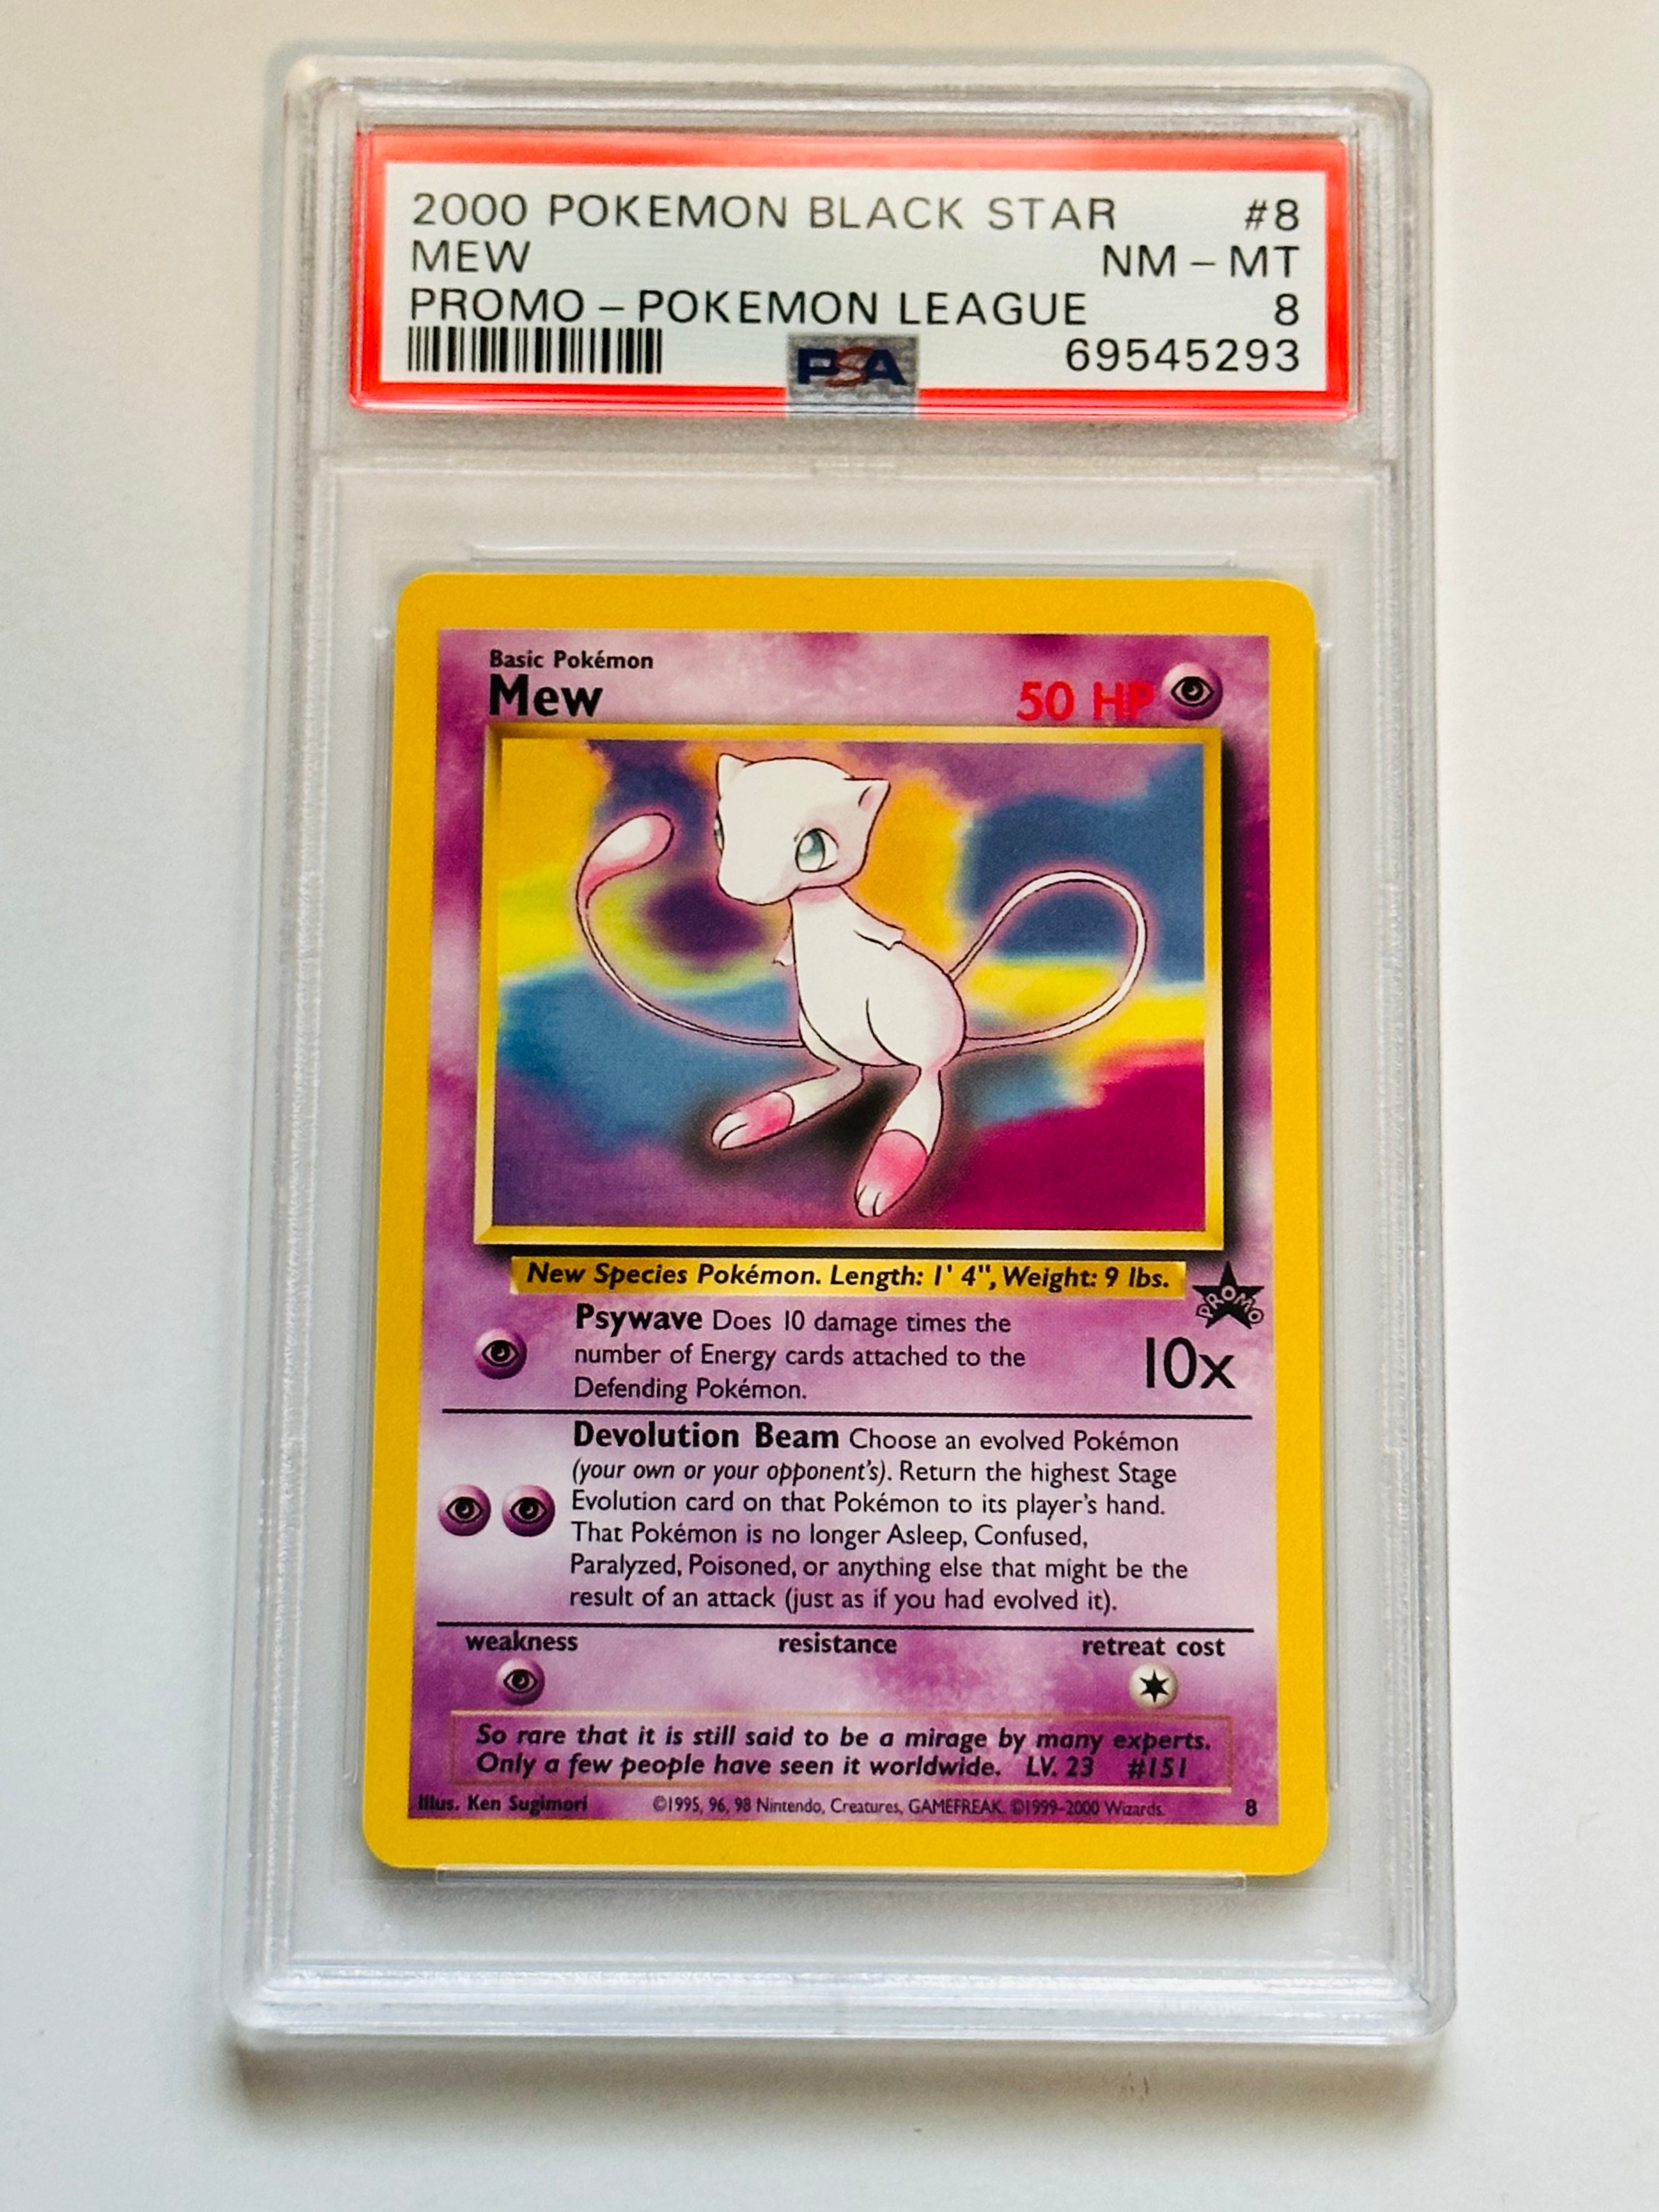 2000 POKEMON BLACK STAR #8
MEW NM - MT
PROMO - POKEMON LEAGUE 8
PSA 69545293
Basic Pokémon
Mew 50 HP
New Species Pokémon. Length: 1' 4", Weight: 9 lbs.
PROMO
Psywave Does 10 damage times the
number of Energy cards attached to the
Defending Pokémon.
10x
Devolution Beam Choose an evolved Pokémon
(your own or your opponent's). Return the highest Stage
Evolution card on that Pokémon to its player's hand.
That Pokémon is no longer Asleep, Confused,
Paralyzed, Poisoned, or anything else that might be the
result of an attack (just as if you had evolved it).
weakness resistance retreat cost
So rare that it is still said to be a mirage by many experts.
Only a few people have seen it worldwide. LV. 23 #151
Illus. Ken Sugimori ©1995, 96, 98 Nintendo, Creatures, GAMEFREAK. ©1999-2000 Wizards. 8